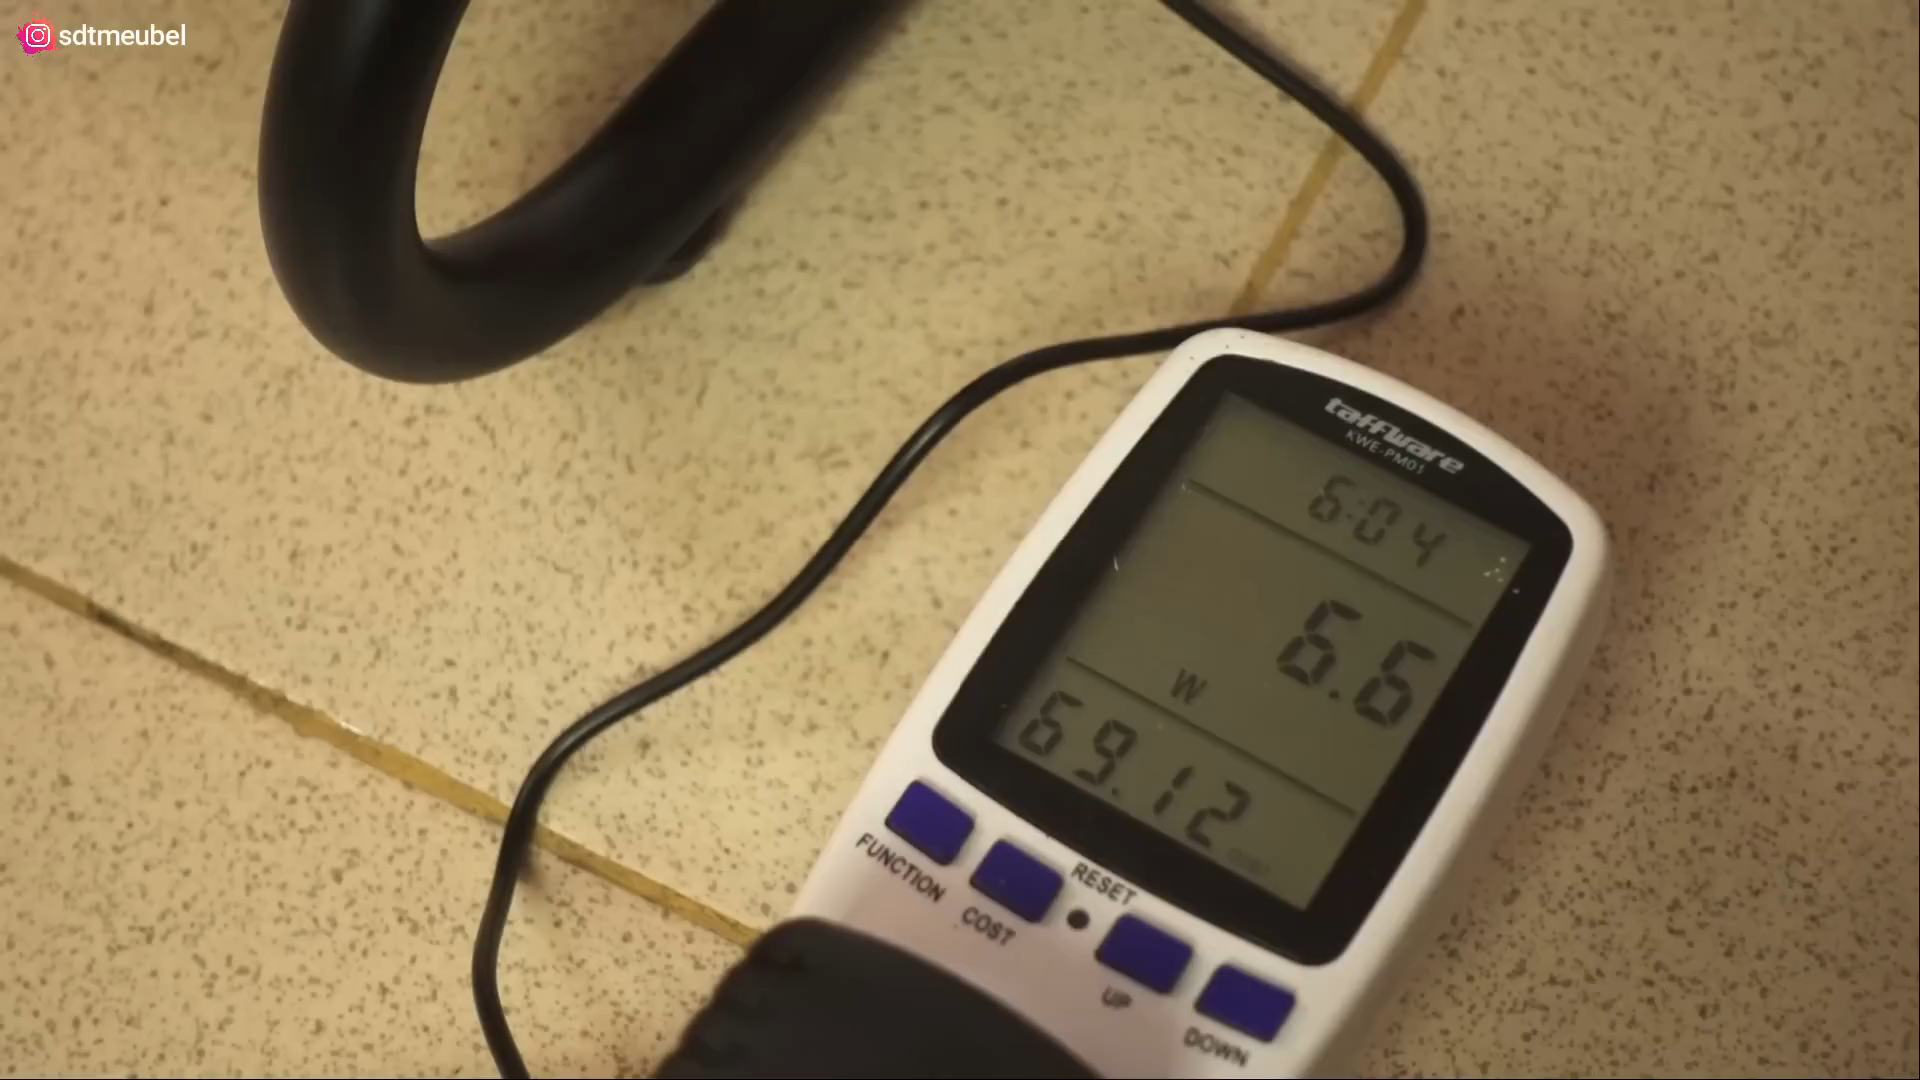 sdtmeubel
taffware
KWE-PM01
6:04
6.6
W
69.12
FUNCTION
COST
RESET
UP
DOWN